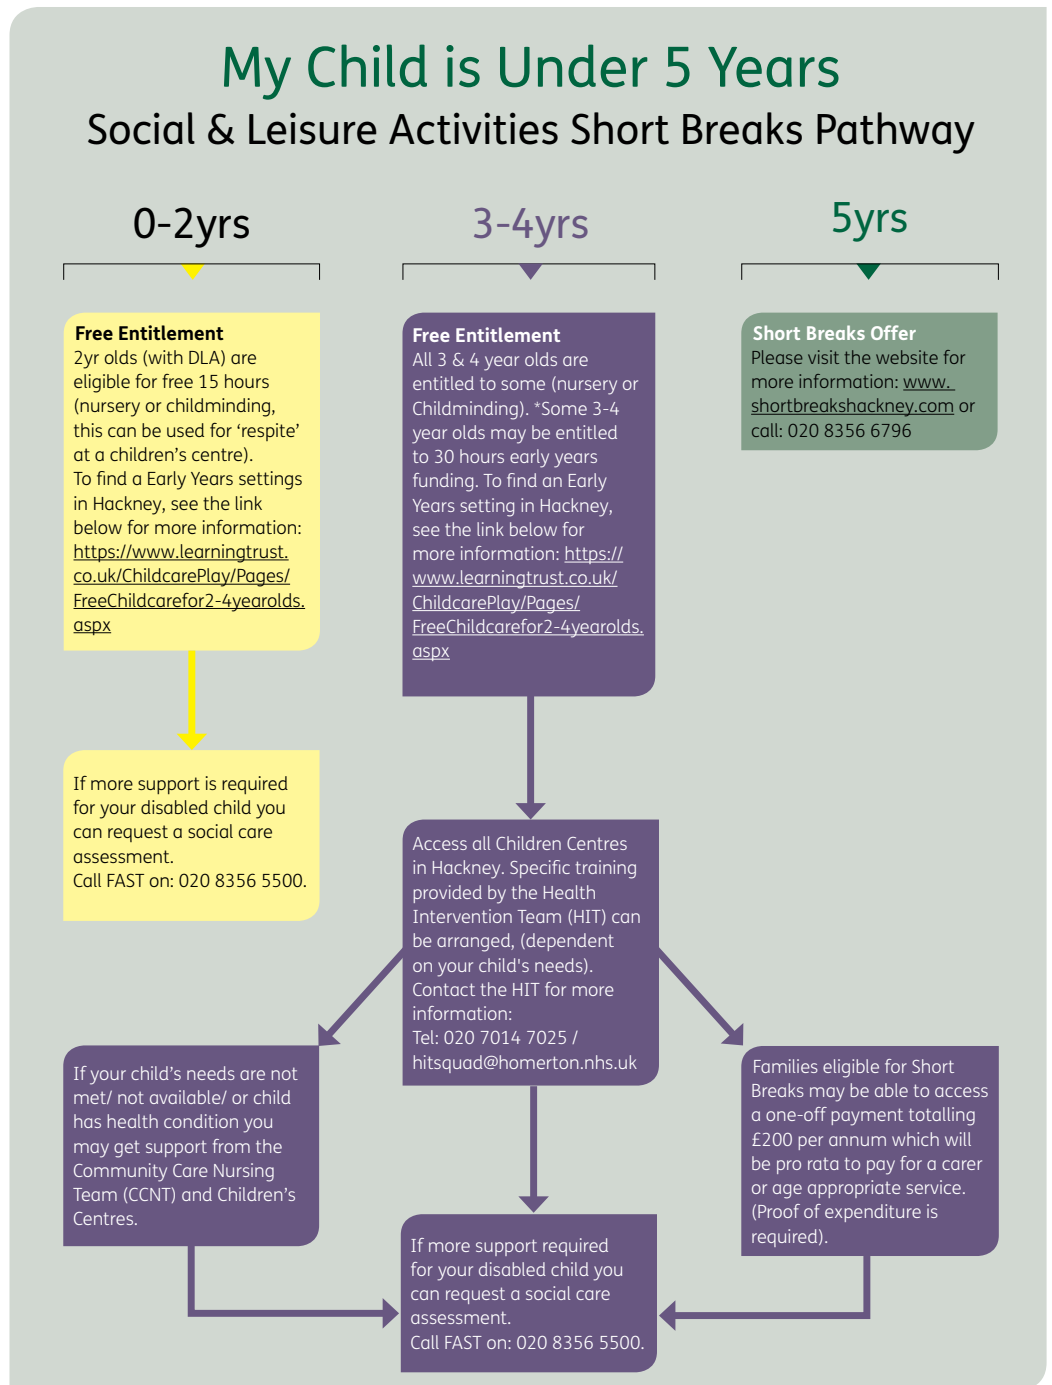 My Child is Under 5 Years
Social & Leisure Activities Short Breaks Pathway
0-2yrs
3-4yrs
5yrs
Free Entitlement
2yr olds (with DLA) are
eligible for free 15 hours
(nursery or childminding,
this can be used for ‘respite’
at a children’s centre).
To find a Early Years settings
in Hackney, see the link
below for more information:
https://www.learningtrust.
co.uk/ChildcarePlay/Pages/
FreeChildcarefor2-4yearolds.
aspx
Free Entitlement
All 3 & 4 year olds are
entitled to some (nursery or
Childminding). *Some 3-4
year olds may be entitled
to 30 hours early years
funding. To find an Early
Years setting in Hackney,
see the link below for
more information: https://
www.learningtrust.co.uk/
ChildcarePlay/Pages/
FreeChildcarefor2-4yearolds.
aspx
Short Breaks Offer
Please visit the website for
more information: www.
shortbreakshackney.com or
call: 020 8356 6796
If more support is required
for your disabled child you
can request a social care
assessment.
Call FAST on: 020 8356 5500.
Access all Children Centres
in Hackney. Specific training
provided by the Health
Intervention Team (HIT) can
be arranged, (dependent
on your child's needs).
Contact the HIT for more
information:
Tel: 020 7014 7025 /
hitsquad@homerton.nhs.uk
If your child’s needs are not
met/ not available/ or child
has health condition you
may get support from the
Community Care Nursing
Team (CCNT) and Children’s
Centres.
Families eligible for Short
Breaks may be able to access
a one-off payment totalling
£200 per annum which will
be pro rata to pay for a carer
or age appropriate service.
(Proof of expenditure is
required).
If more support required
for your disabled child you
can request a social care
assessment.
Call FAST on: 020 8356 5500.